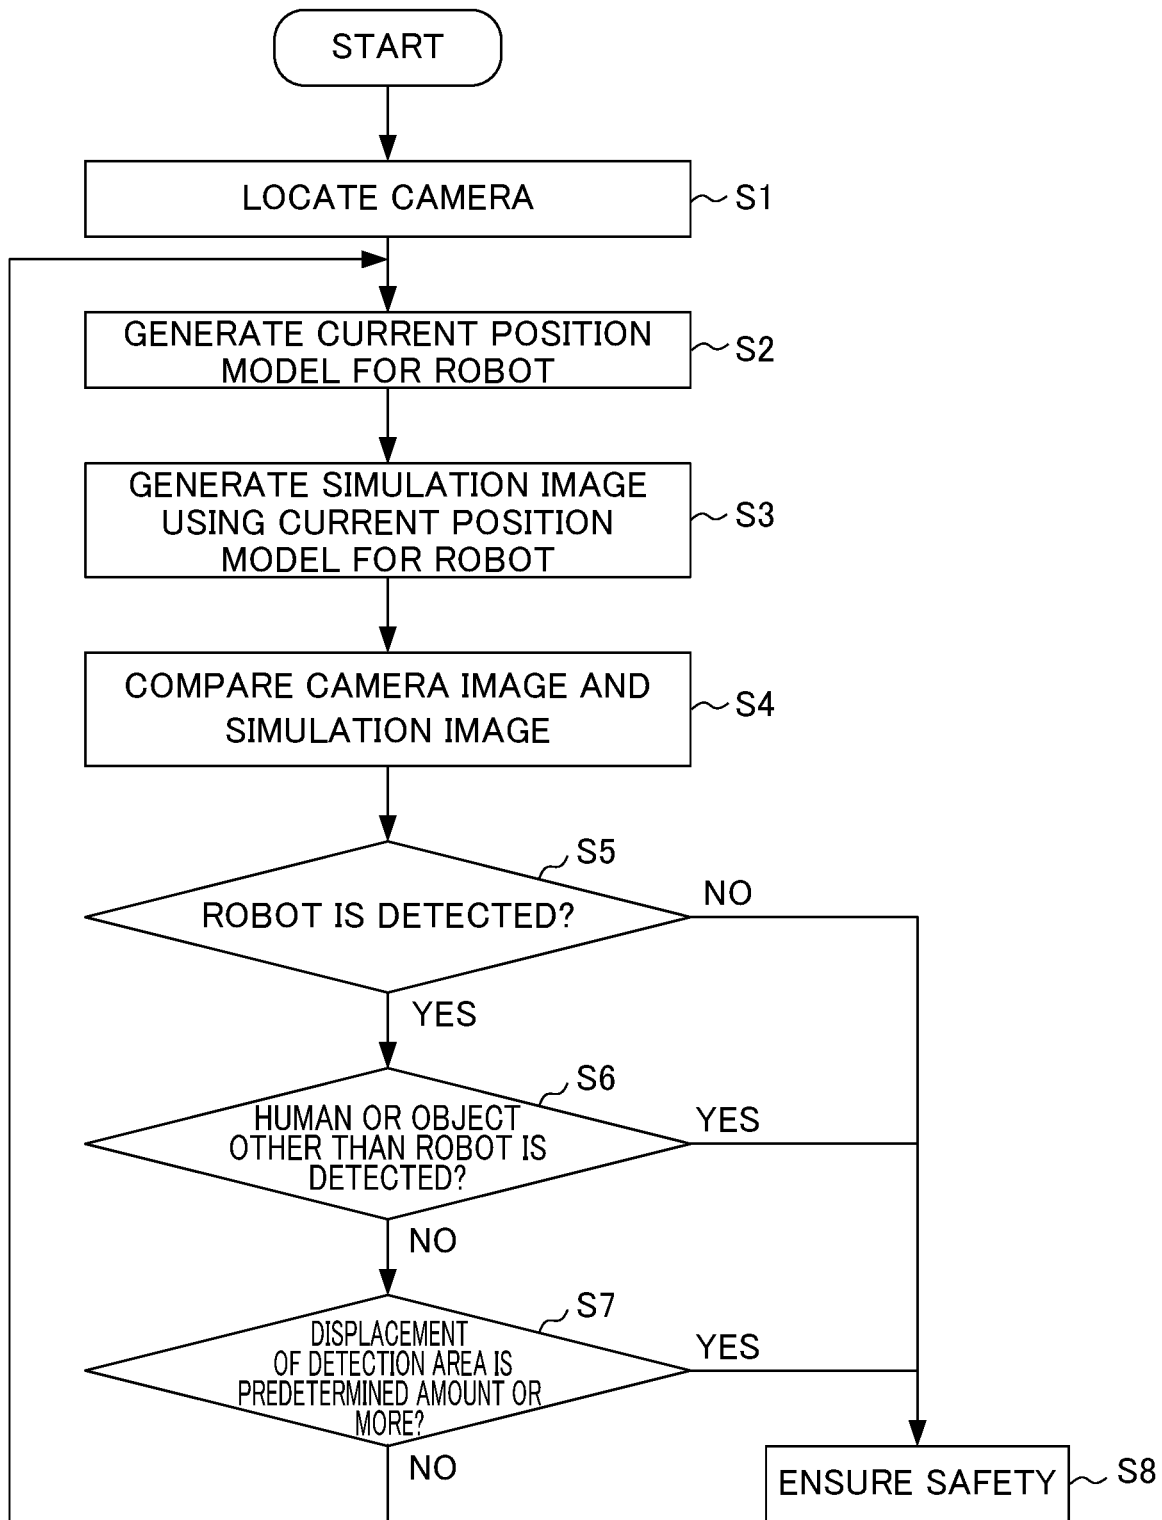 START
LOCATE CAMERA
S1
GENERATE CURRENT POSITION
MODEL FOR ROBOT
S2
GENERATE SIMULATION IMAGE
USING CURRENT POSITION
MODEL FOR ROBOT
S3
COMPARE CAMERA IMAGE AND
SIMULATION IMAGE
S4
S5
ROBOT IS DETECTED?
NO
YES
S6
HUMAN OR OBJECT
OTHER THAN ROBOT IS
DETECTED?
YES
NO
S7
DISPLACEMENT
OF DETECTION AREA IS
PREDETERMINED AMOUNT OR
MORE?
YES
NO
ENSURE SAFETY
S8